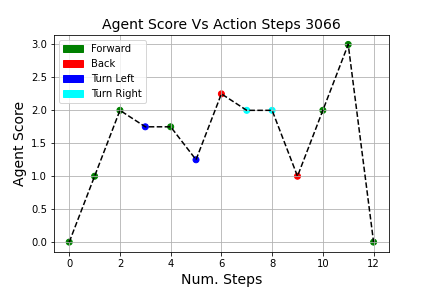 Agent Score Vs Action Steps 3066
Forward
Back
Turn Left
Turn Right
Agent Score
3.0
2.5
2.0
1.5
1.0
0.5
0.0
0 2 4 6 8 10 12
Num. Steps